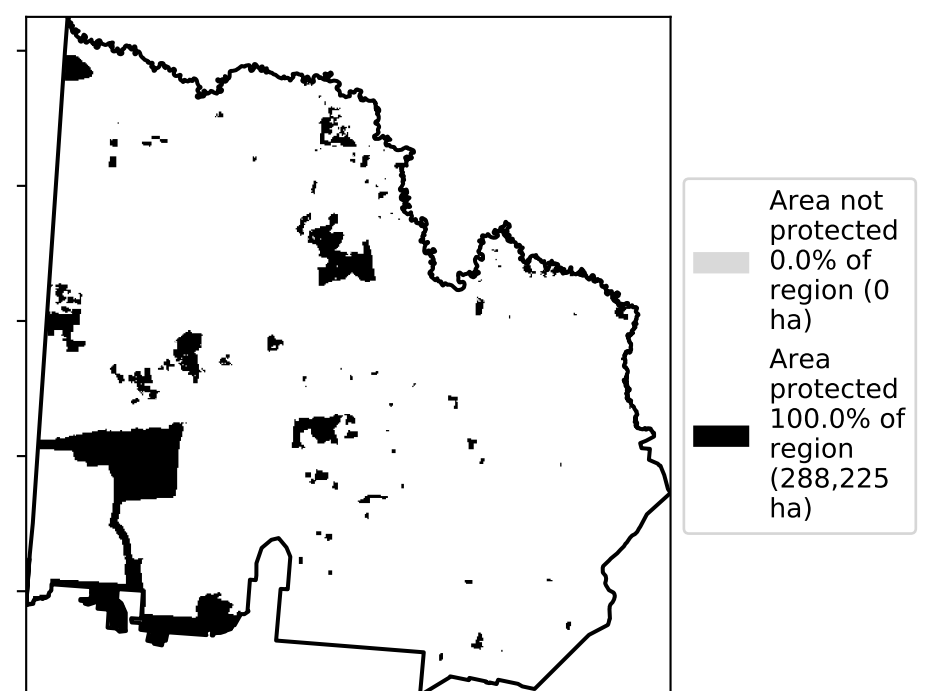 Area not
protected
0.0% of
region (0
ha)
Area
protected
100.0% of
region
(288,225
ha)